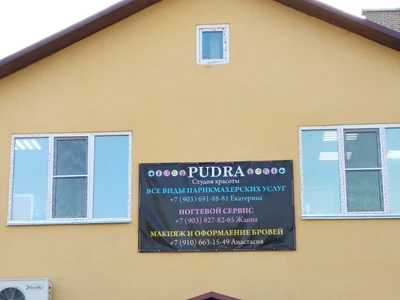 PUDRA
Студия красоты
ВСЕ ВИДЫ ПАРИКМАХЕРСКИХ УСЛУГ
+7 (903) 691-88-81 Екатерина
НОГТЕВОЙ СЕРВИС
+7 (903) 827-82-65 Жанна
МАКИЯЖ И ОФОРМЛЕНИЕ БРОВЕЙ
+7 (910) 663-15-49 Анастасия